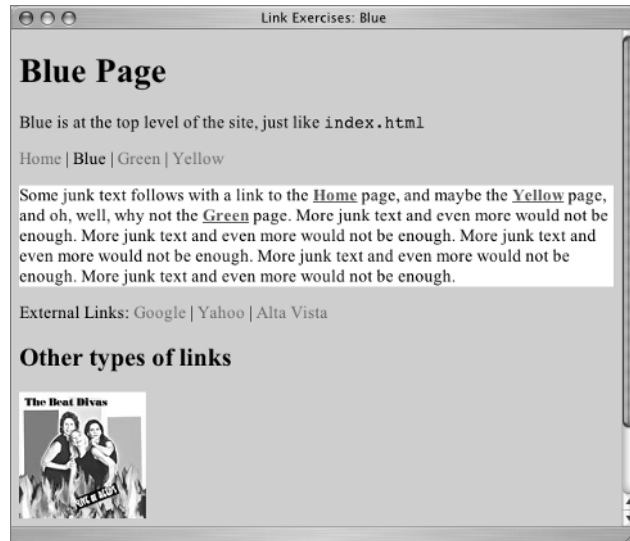 Link Exercises: Blue
Blue Page
Blue is at the top level of the site, just like index.html
Home | Blue | Green | Yellow
Some junk text follows with a link to the Home page, and maybe the Yellow page,
and oh, well, why not the Green page. More junk text and even more would not be
enough. More junk text and even more would not be enough. More junk text and
even more would not be enough. More junk text and even more would not be
enough. More junk text and even more would not be enough.
External Links: Google | Yahoo | Alta Vista
Other types of links
The Beat Divas